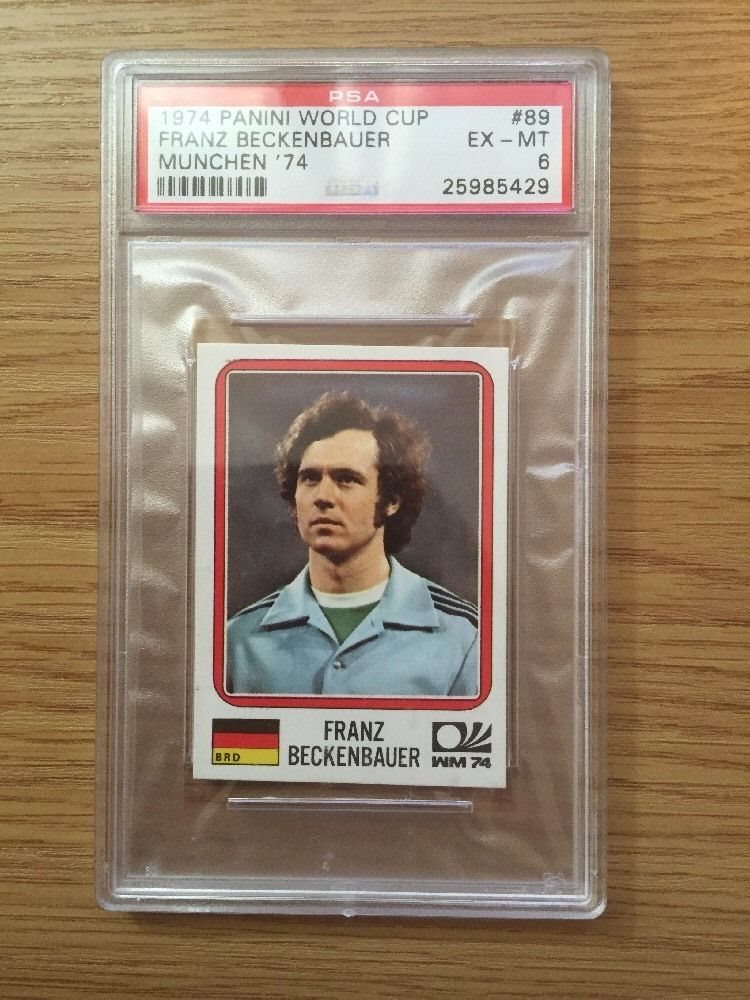 PSA
1974 PANINI WORLD CUP #89
FRANZ BECKENBAUER EX - MT
MUNCHEN '74 6
PSA 25985429
FRANZ
BECKENBAUER
BRD
WM 74